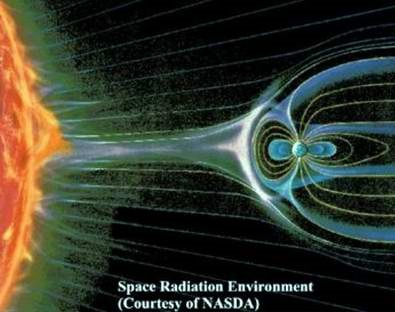 Space Radiation Environment
(Courtesy of NASDA)